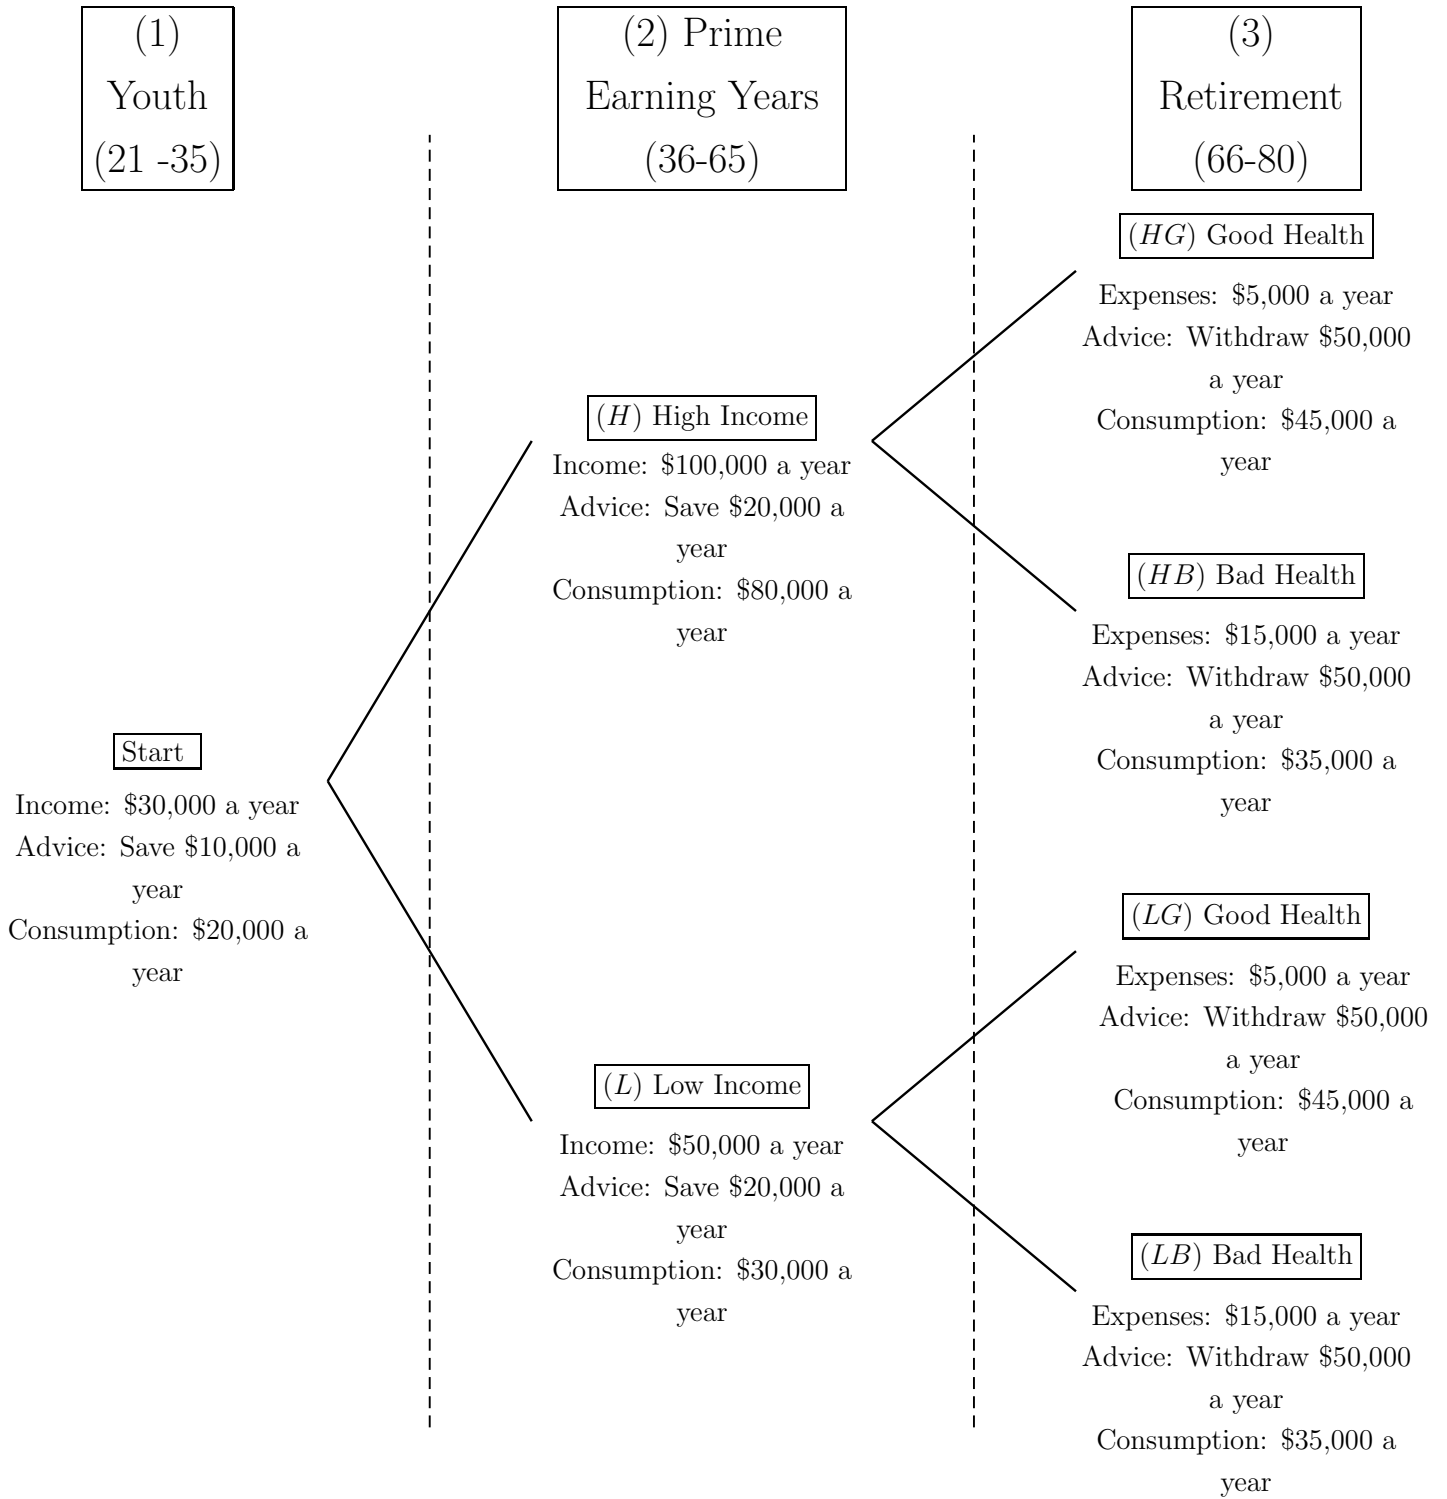 (1)
Youth
(21 -35)
(2) Prime
Earning Years
(36-65)
(3)
Retirement
(66-80)
Start
Income: $30,000 a year
Advice: Save $10,000 a
year
Consumption: $20,000 a
year
(H) High Income
Income: $100,000 a year
Advice: Save $20,000 a
year
Consumption: $80,000 a
year
(L) Low Income
Income: $50,000 a year
Advice: Save $20,000 a
year
Consumption: $30,000 a
year
(HG) Good Health
Expenses: $5,000 a year
Advice: Withdraw $50,000
a year
Consumption: $45,000 a
year
(HB) Bad Health
Expenses: $15,000 a year
Advice: Withdraw $50,000
a year
Consumption: $35,000 a
year
(LG) Good Health
Expenses: $5,000 a year
Advice: Withdraw $50,000
a year
Consumption: $45,000 a
year
(LB) Bad Health
Expenses: $15,000 a year
Advice: Withdraw $50,000
a year
Consumption: $35,000 a
year